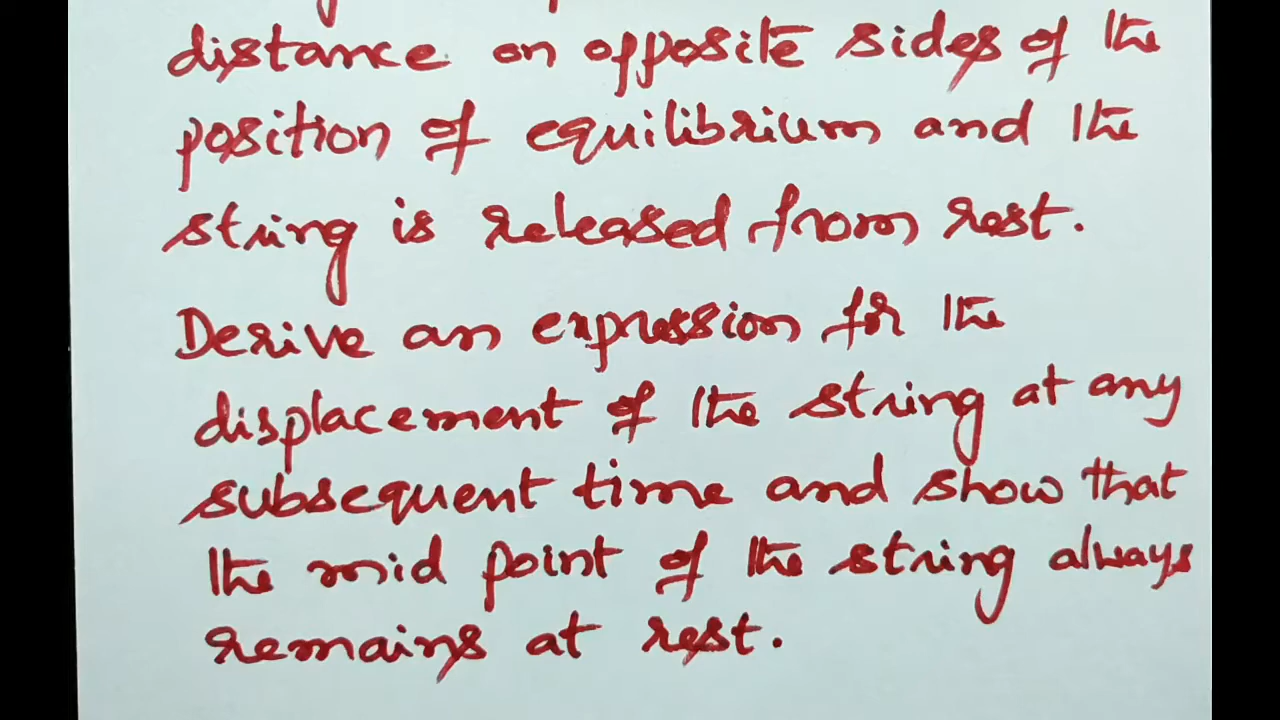 distance on opposite sides of the
position of equilibrium and the
string is released from rest.
Derive an expression for the
displacement of the string at any
subsequent time and show that
the mid point of the string always
remains at rest.